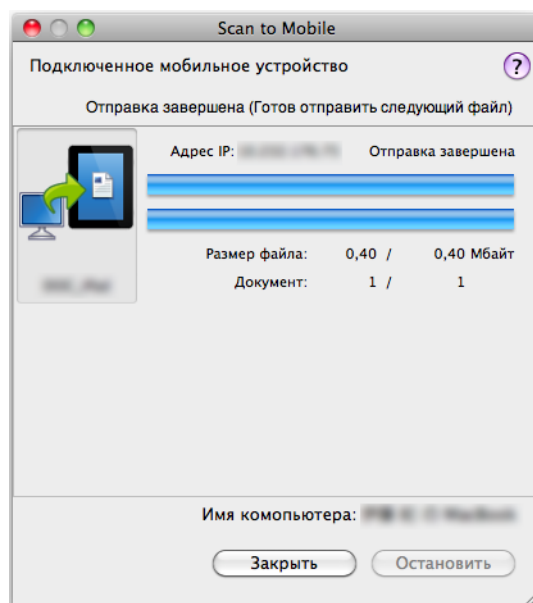 Scan to Mobile
Подключенное мобильное устройство
?
Отправка завершена (Готов отправить следующий файл)
Адрес IP: Отправка завершена
Размер файла: 0,40 / 0,40 Мбайт
Документ: 1 / 1
Имя комопьютера:
Закрыть Остановить